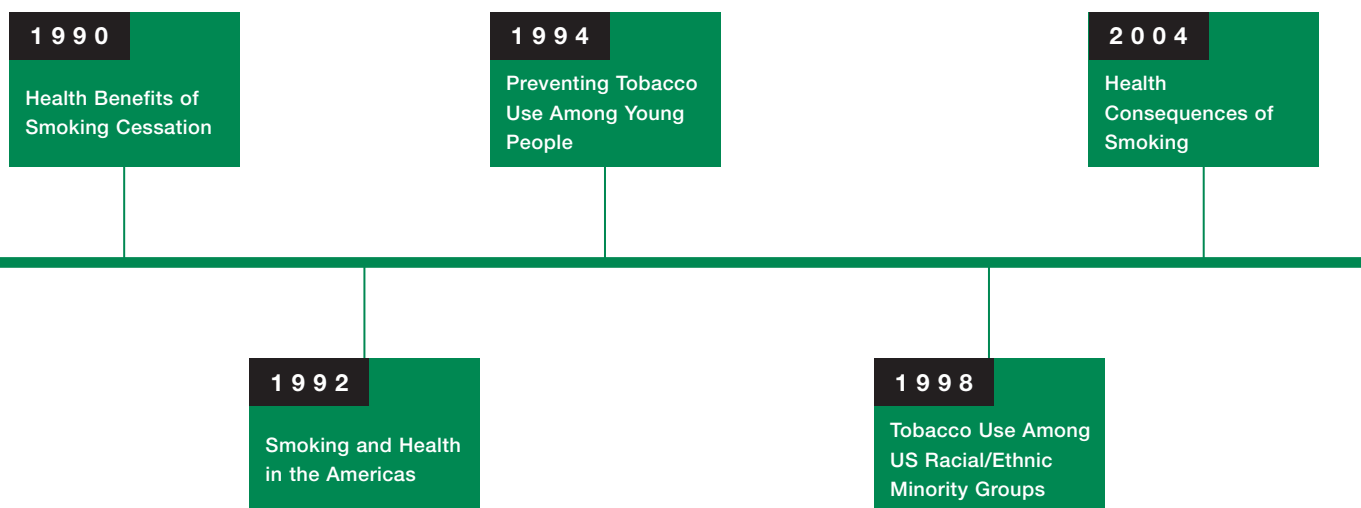 1990
Health Benefits of
Smoking Cessation
1992
Smoking and Health
in the Americas
1994
Preventing Tobacco
Use Among Young
People
1998
Tobacco Use Among
US Racial/Ethnic
Minority Groups
2004
Health
Consequences of
Smoking